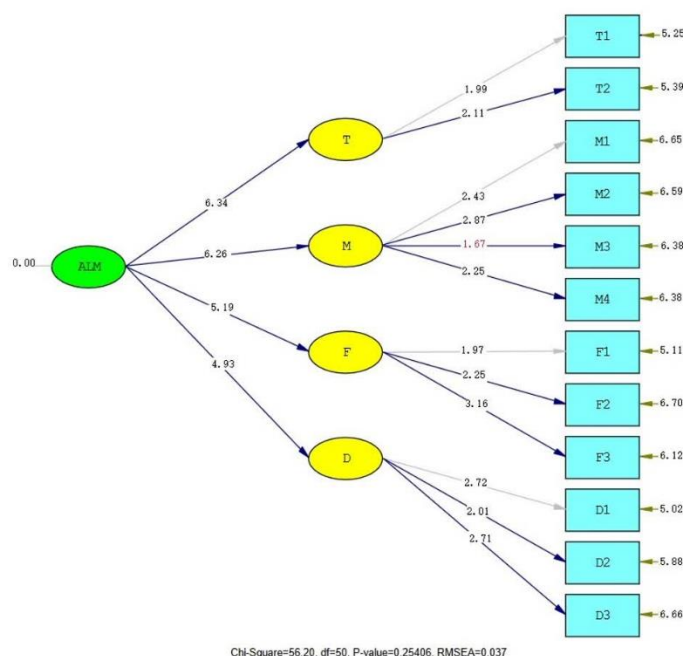 T1
5.25
1.99
T2
5.39
2.11
T
M1
6.65
2.43
M2
6.59
6.34
2.87
0.00
ALM
6.26
M
1.67
M3
6.38
2.25
M4
6.38
5.19
F1
5.11
1.97
F
2.25
F2
6.70
4.93
3.16
F3
6.12
D
2.72
D1
5.02
2.01
D2
5.88
2.71
D3
6.66
Chi-Square=56.20, df=50, P-value=0.25406, RMSEA=0.037